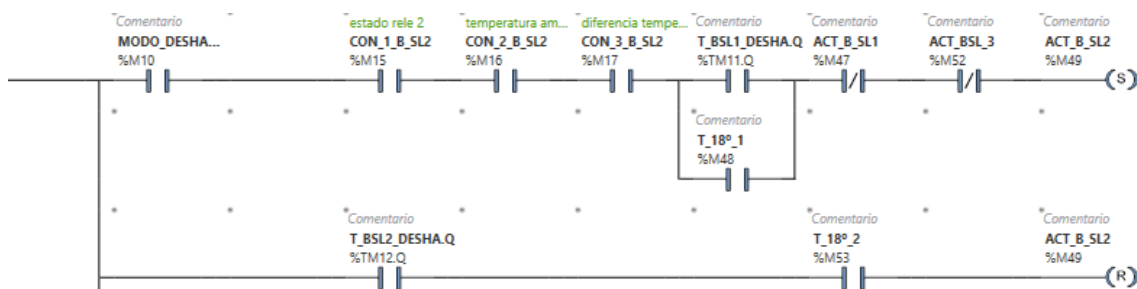 Comentario estado rele 2 temperatura am... diferencia tempe... Comentario Comentario Comentario Comentario
MODO_DESHA... CON_1_B_SL2 CON_2_B_SL2 CON_3_B_SL2 T_BSL1_DESHA.Q ACT_B_SL1 ACT_BSL_3 ACT_B_SL2
%M10 %M15 %M16 %M17 %TM11.Q %M47 %M52 %M49
S
Comentario
T_18º_1
%M48
Comentario Comentario Comentario
T_BSL2_DESHA.Q T_18º_2 ACT_B_SL2
%TM12.Q %M53 %M49
R